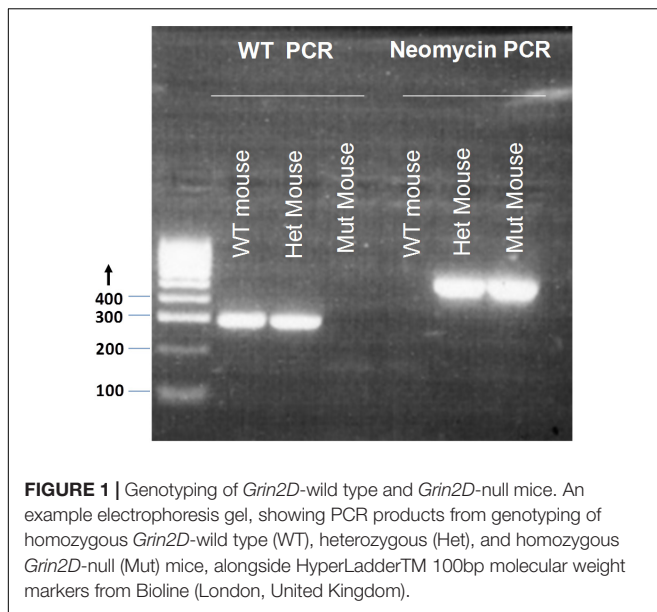 WT PCR
Neomycin PCR
WT mouse
Het Mouse
Mut Mouse
WT mouse
Het Mouse
Mut Mouse
400
300
200
100
FIGURE 1 | Genotyping of Grin2D-wild type and Grin2D-null mice. An
example electrophoresis gel, showing PCR products from genotyping of
homozygous Grin2D-wild type (WT), heterozygous (Het), and homozygous
Grin2D-null (Mut) mice, alongside HyperLadderTM 100bp molecular weight
markers from Bioline (London, United Kingdom).